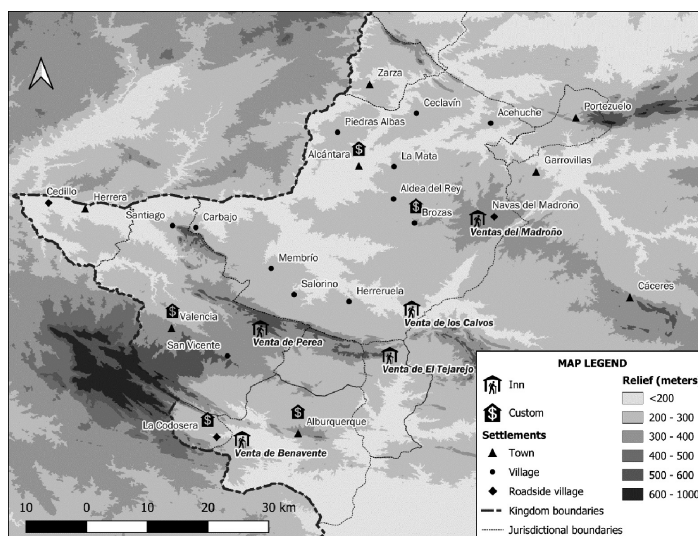 Zarza
Ceclavín
Portezuelo
Acehuche
Piedras Albas
$
Alcántara
La Mata
Garrovillas
Cedillo
Herrera
Aldea del Rey
$
Brozas
Navas del Madroño
Santiago
Carbajo
Ventas del Madroño
Membrío
Salorino
Herreruela
Cáceres
$
Valencia
Venta de los Calvos
San Vicente
Venta de Perea
Venta de El Tejarejo
$
La Codosera
$
Alburquerque
Venta de Benavente
10 0 10 20 30 km
MAP LEGEND
Inn
$ Custom
Settlements
Town
Village
Roadside village
Kingdom boundaries
Jurisdictional boundaries
Relief (meters
<200
200 - 300
300 - 400
400 - 500
500 - 600
600 - 1000